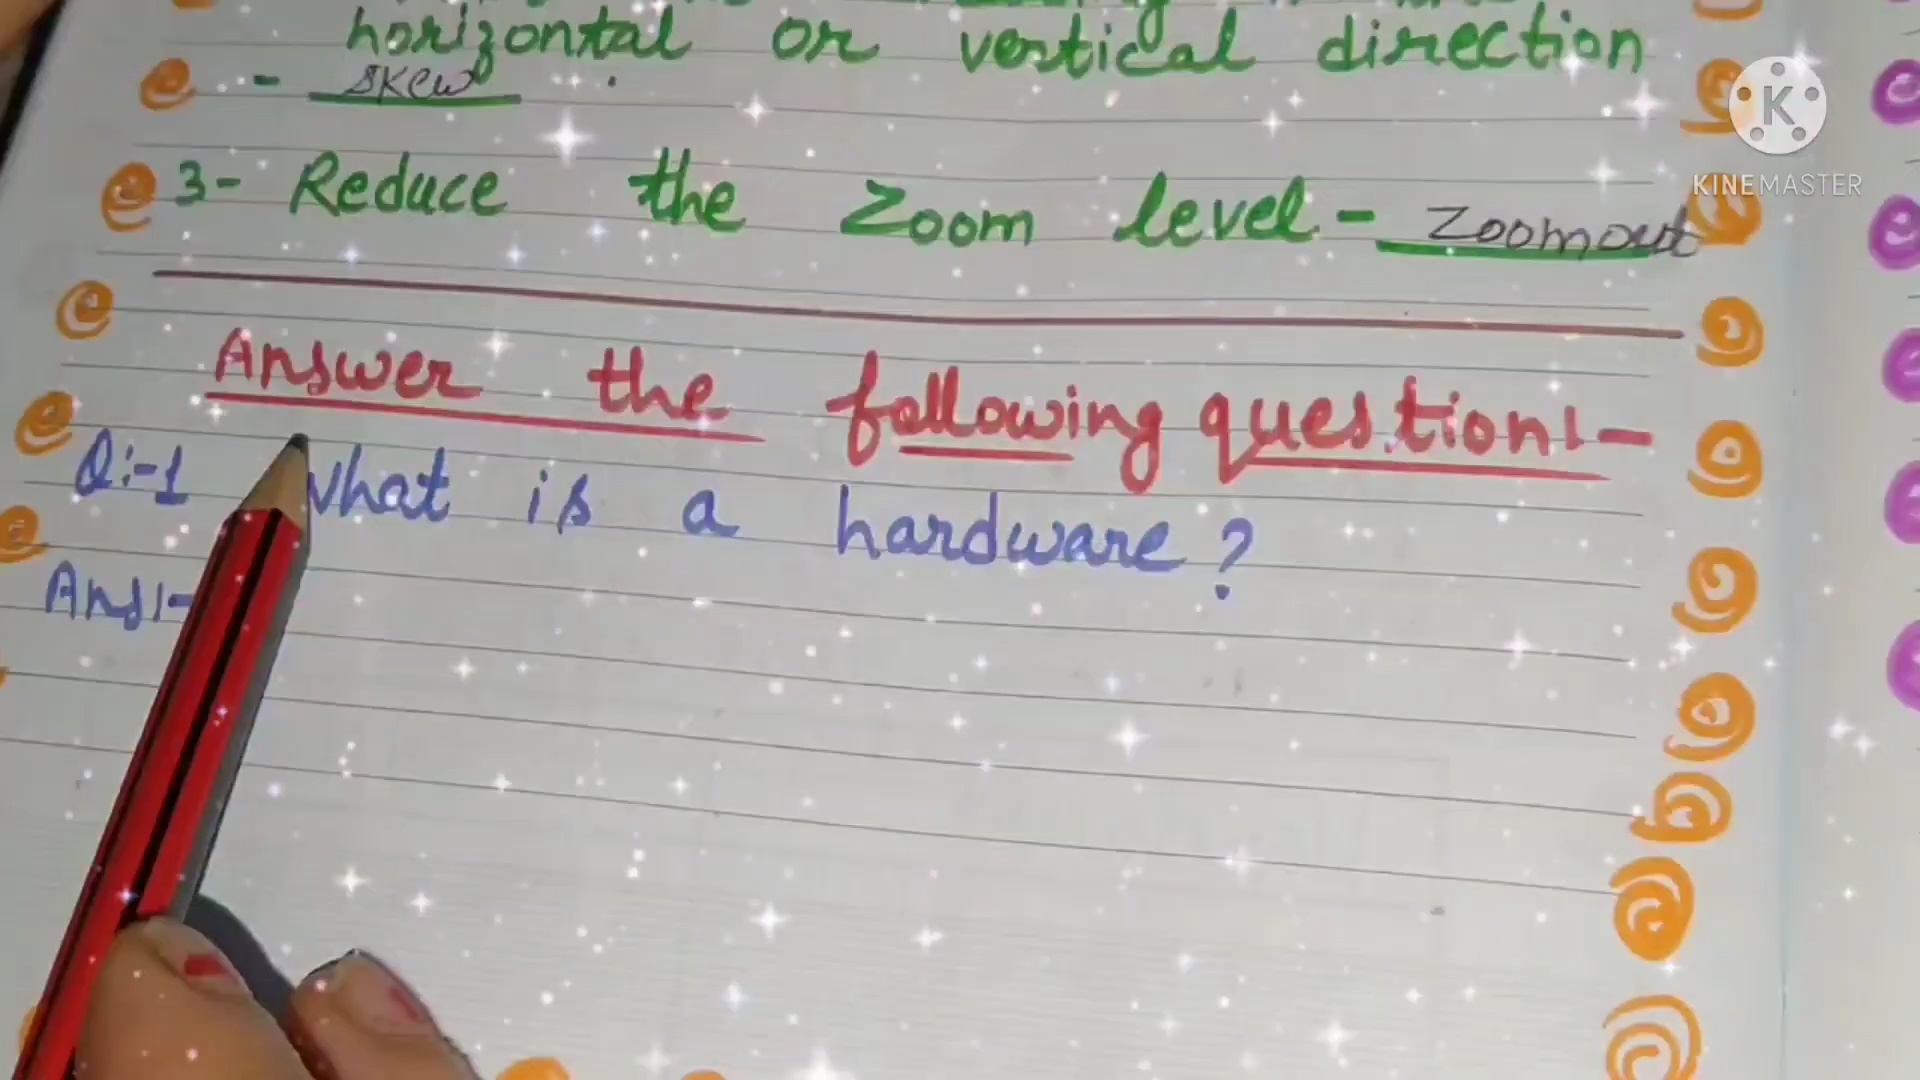 horizontal or vertical direction
- skew
3- Reduce the Zoom level - Zoomout
Answer the following question:-
Q:-1 What is a hardware?
Ans:-
K
KINEMASTER